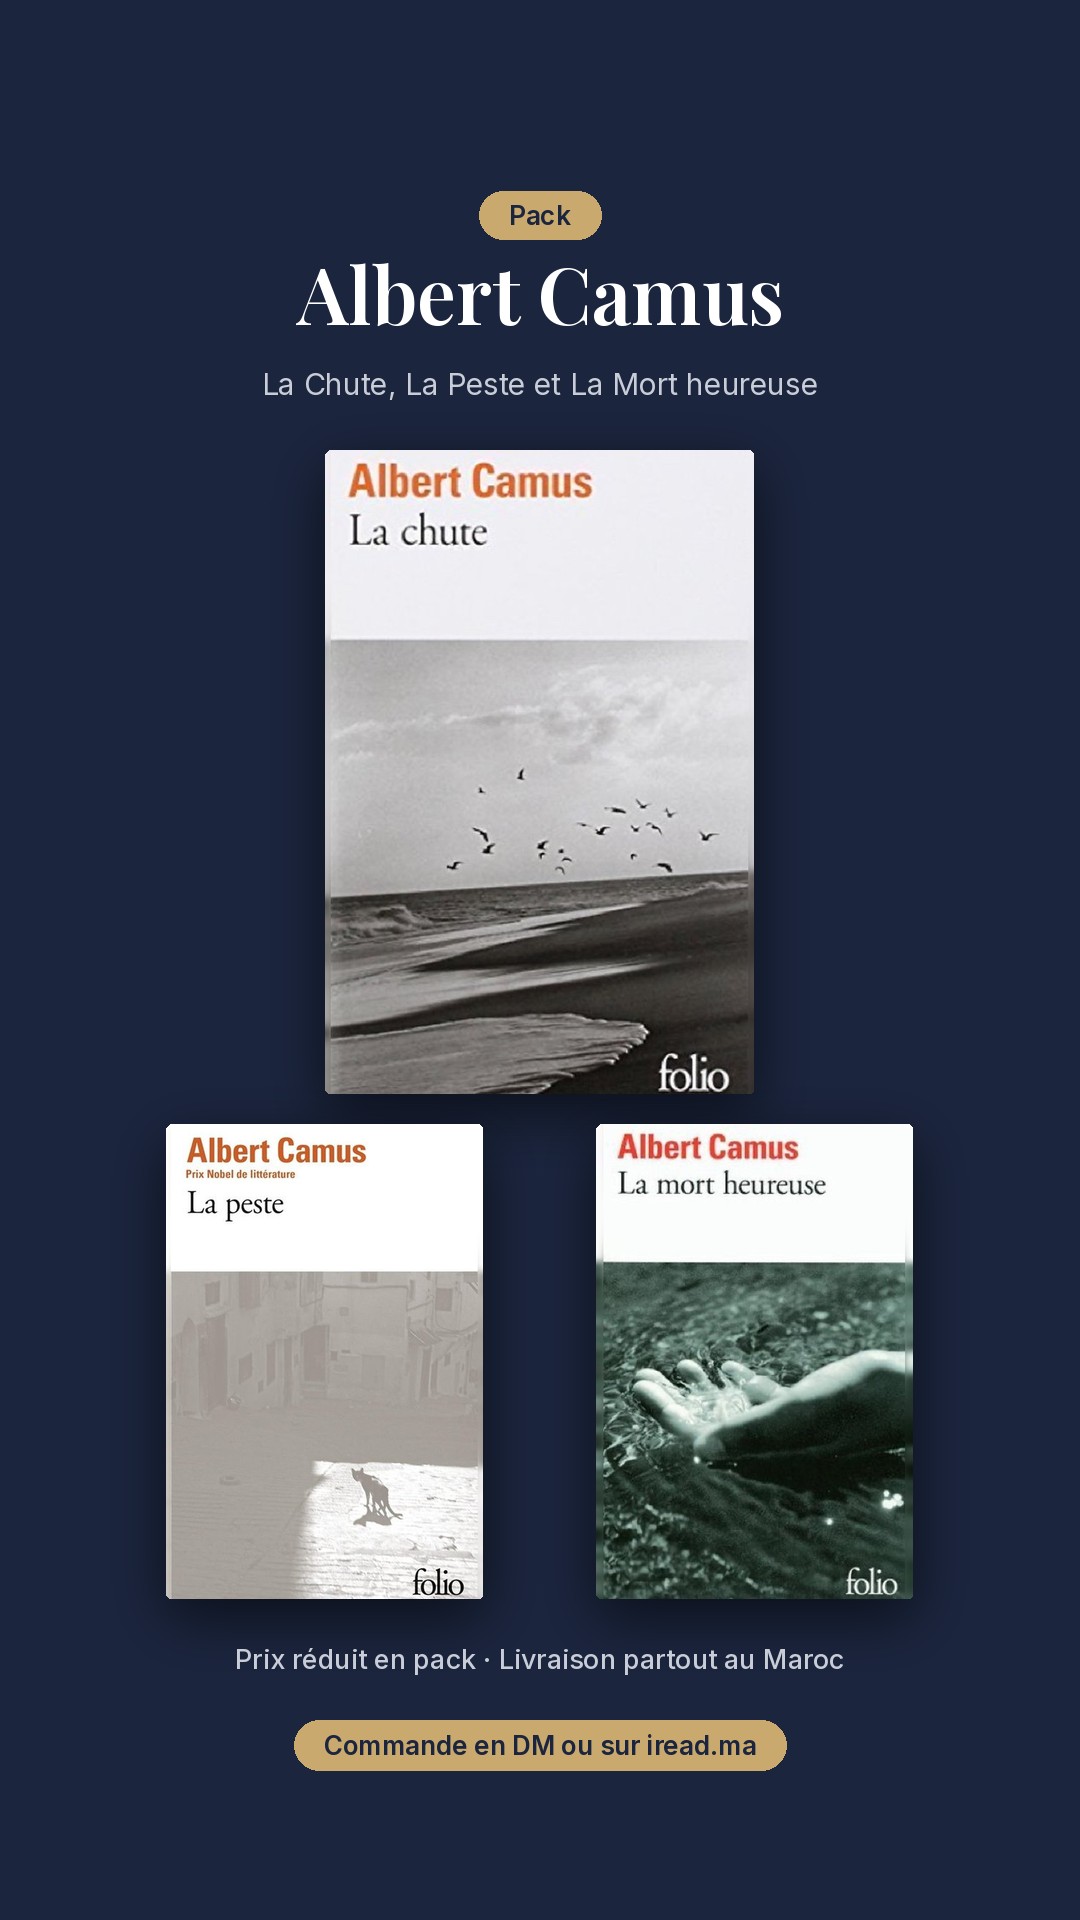 Pack
Albert Camus
La Chute, La Peste et La Mort heureuse
Albert Camus
La chute
folio
Albert Camus
Prix Nobel de littérature
La peste
folio
Albert Camus
La mort heureuse
folio
Prix réduit en pack · Livraison partout au Maroc
Commande en DM ou sur iread.ma